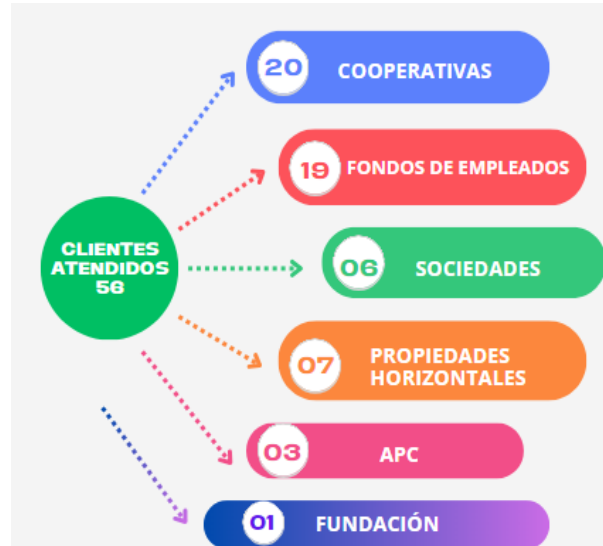 CLIENTES
ATENDIDOS
56
20 COOPERATIVAS
19 FONDOS DE EMPLEADOS
06 SOCIEDADES
07 PROPIEDADES
HORIZONTALES
03 APC
01 FUNDACIÓN